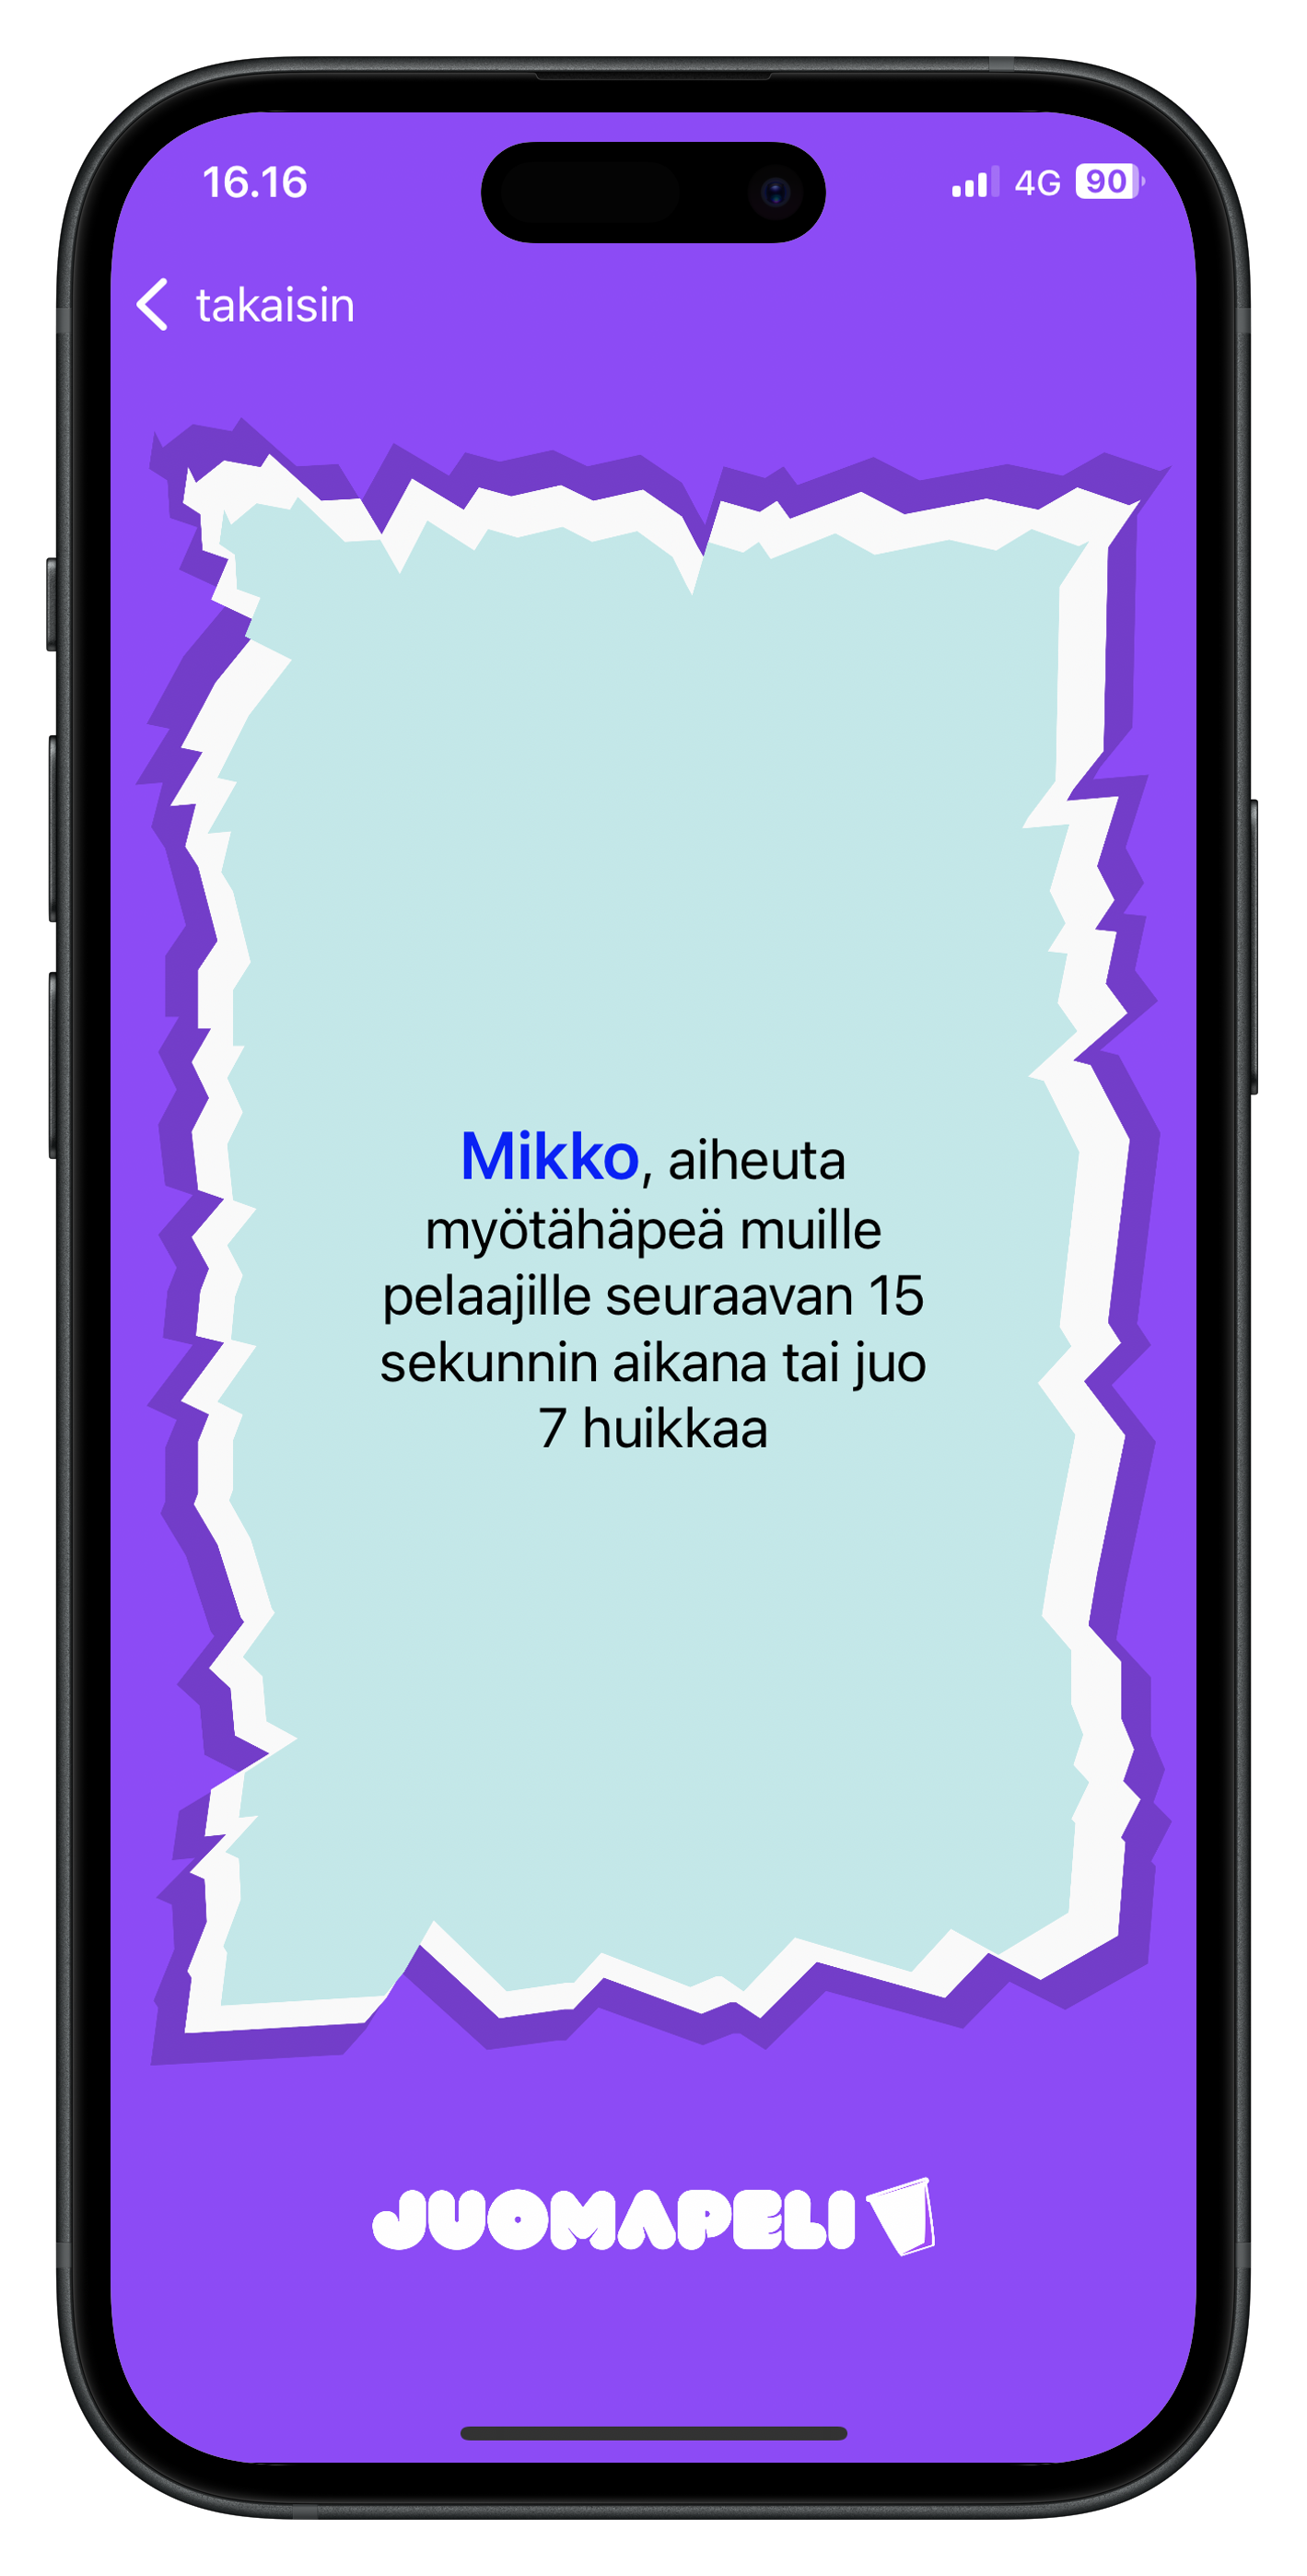 16.16
4G 90
takaisin
Mikko, aiheuta
myötähäpeä muille
pelaajille seuraavan 15
sekunnin aikana tai juo
7 huikkaa
JUOMAPELI